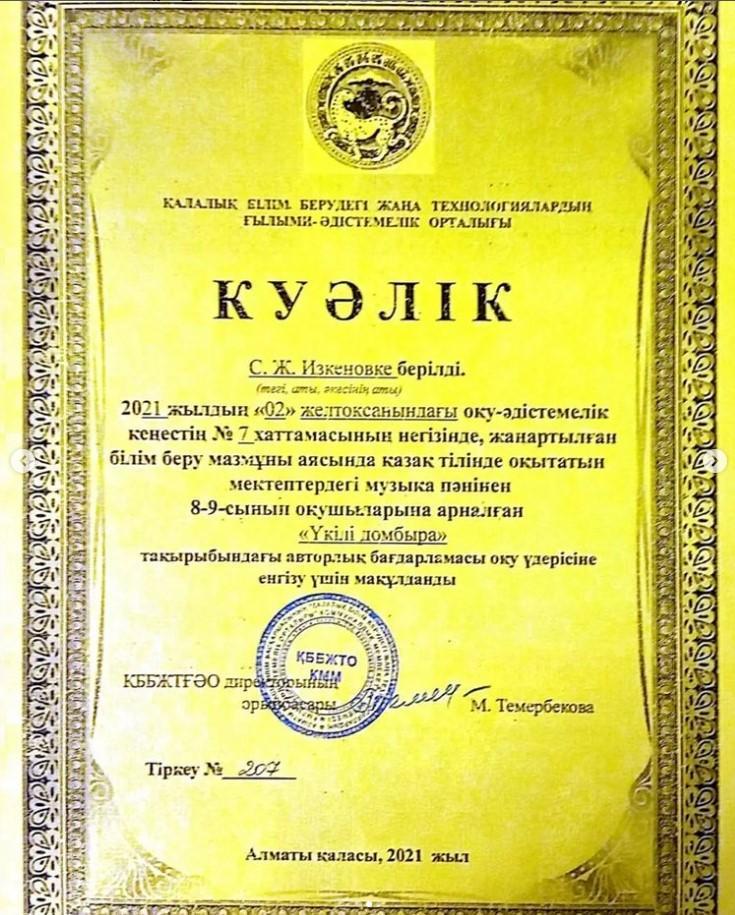 ҚАЛАЛЫҚ БІЛІМ БЕРУДЕГІ ЖАҢА ТЕХНОЛОГИЯЛАРДЫҢ
ҒЫЛЫМИ-ӘДІСТЕМЕЛІК ОРТАЛЫҒЫ
КУӘЛІК
С. Ж. Изкеновке берілді.
(тегі, аты, әкесінің аты)
2021 жылдың «02» желтоқсанындағы оқу-әдістемелік
кеңестің № 7 хаттамасының негізінде, жаңартылған
білім беру мазмұны аясында қазақ тілінде оқытатын
мектептердегі музыка пәнінен
8-9-сынып оқушыларына арналған
«Үкілі домбыра»
тақырыбындағы авторлық бағдарламасы оқу үдерісіне
енгізу үшін мақұлданды
ҚББЖТО
КММ
ҚББЖТҒӘО директорының
орынбасары
М. Темербекова
Тіркеу № 207
Алматы қаласы, 2021 жыл